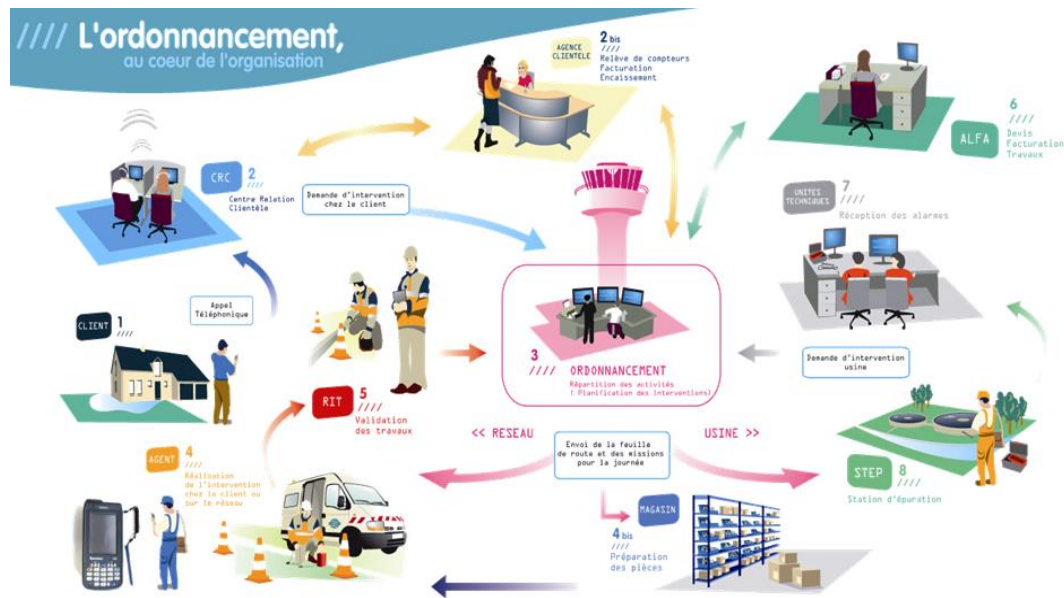 //// L'ordonnancement,
au coeur de l'organisation
AGENCE
CLIENTELE
2 bis
////
Relève de compteurs
Facturation
Encaissement
6
////
Devis
Facturation
Travaux
ALFA
CRC
2
////
Centre Relation
Clientèle
Demande d'intervention
chez le client
UNITES
TECHNIQUES
7
////
Réception des alarmes
Appel
Téléphonique
CLIENT
1
////
3
////
ORDONNANCEMENT
Répartition des activités
( Planification des Interventions)
Demande d'intervention
usine
RIT
5
////
Validation
des travaux
<< RESEAU
USINE >>
Envoi de la feuille
de route et des missions
pour la journée
AGENT
4
////
Réalisation
de l'intervention
chez la client ou
sur le réseau
STEP
8
////
Station d'épuration
MAGASIN
4 bis
////
Préparation
des pièces